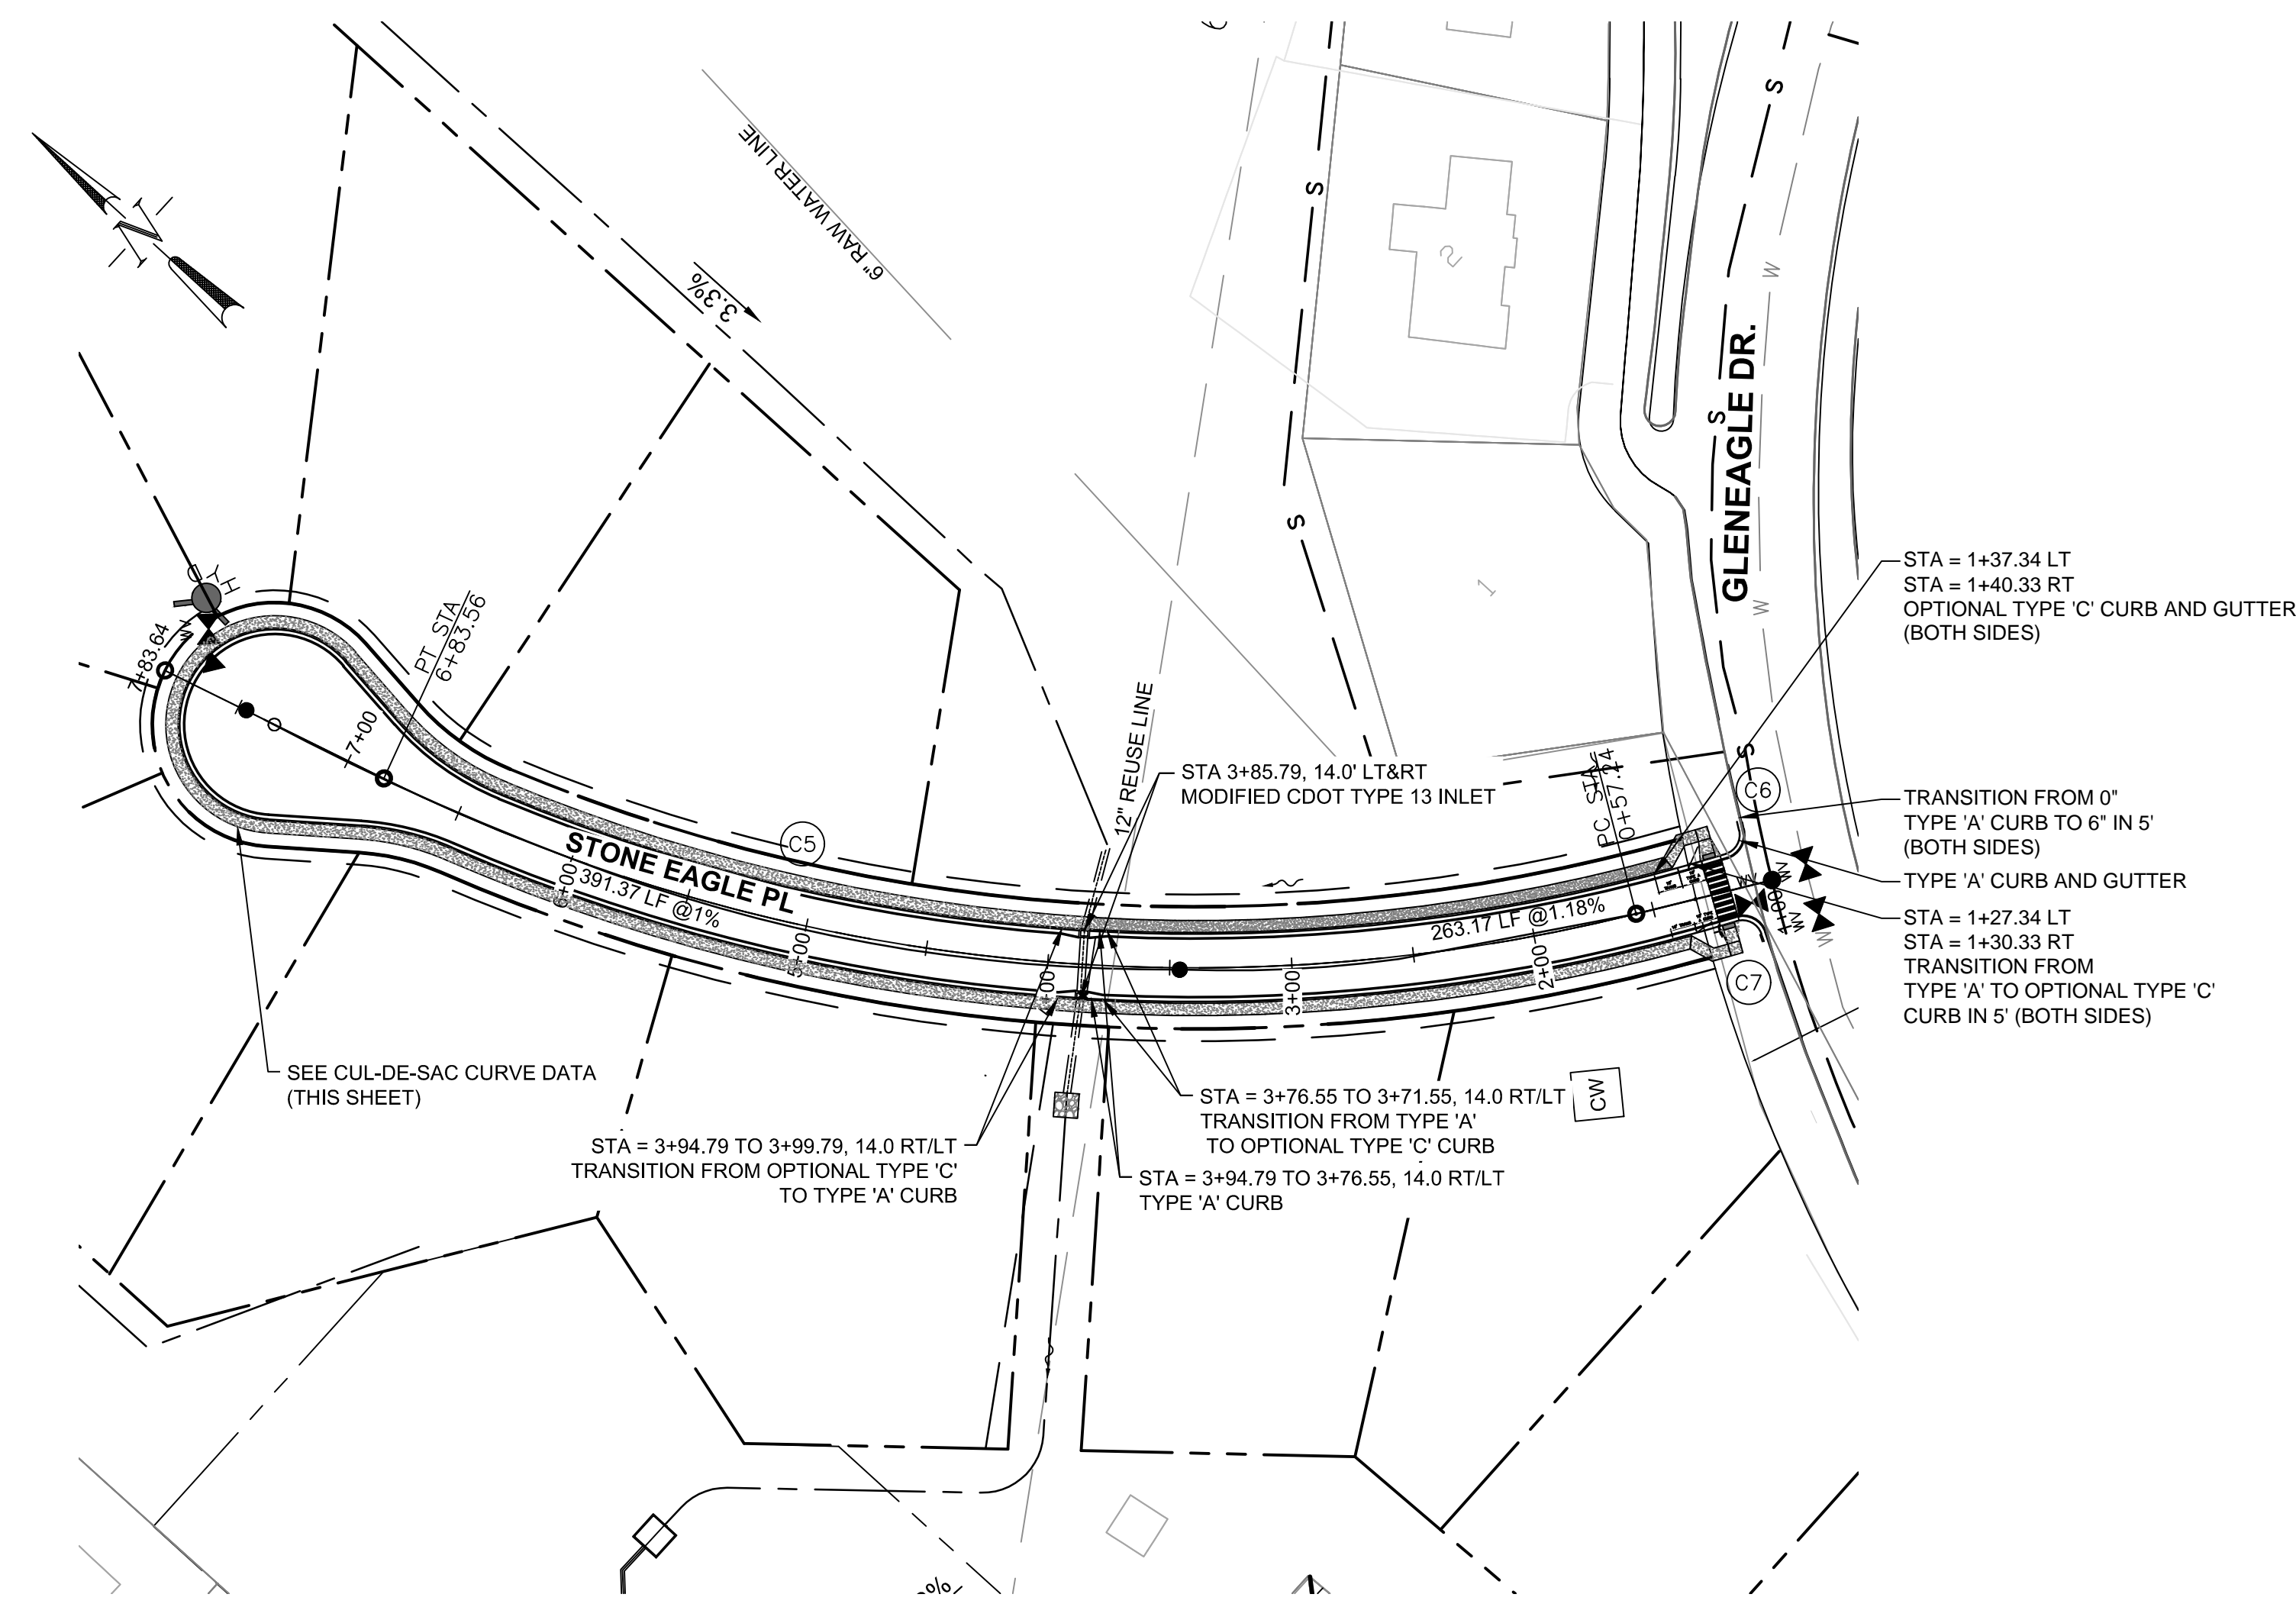 6" RAW WATER LINE
3.3%
N
S
S
S
S
S
S
W
W
W
W
2
1
GLENEAGLE DR.
STA = 1+37.34 LT
STA = 1+40.33 RT
OPTIONAL TYPE 'C' CURB AND GUTTER
(BOTH SIDES)
HYD
7+83.64
PT STA
6+83.56
7+00
12" REUSE LINE
STA 3+85.79, 14.0' LT&RT
MODIFIED CDOT TYPE 13 INLET
PC STA
0+57.24
C6
TRANSITION FROM 0"
TYPE 'A' CURB TO 6" IN 5'
(BOTH SIDES)
TYPE 'A' CURB AND GUTTER
STA = 1+27.34 LT
STA = 1+30.33 RT
TRANSITION FROM
TYPE 'A' TO OPTIONAL TYPE 'C'
CURB IN 5' (BOTH SIDES)
C5
STONE EAGLE PL
391.37 LF @1%
263.17 LF @1.18%
6+00
5+00
4+00
3+00
2+00
1+00
WV
WV
WV
C7
SEE CUL-DE-SAC CURVE DATA
(THIS SHEET)
STA = 3+76.55 TO 3+71.55, 14.0 RT/LT
TRANSITION FROM TYPE 'A'
TO OPTIONAL TYPE 'C' CURB
CW
STA = 3+94.79 TO 3+99.79, 14.0 RT/LT
TRANSITION FROM OPTIONAL TYPE 'C'
TO TYPE 'A' CURB
STA = 3+94.79 TO 3+76.55, 14.0 RT/LT
TYPE 'A' CURB